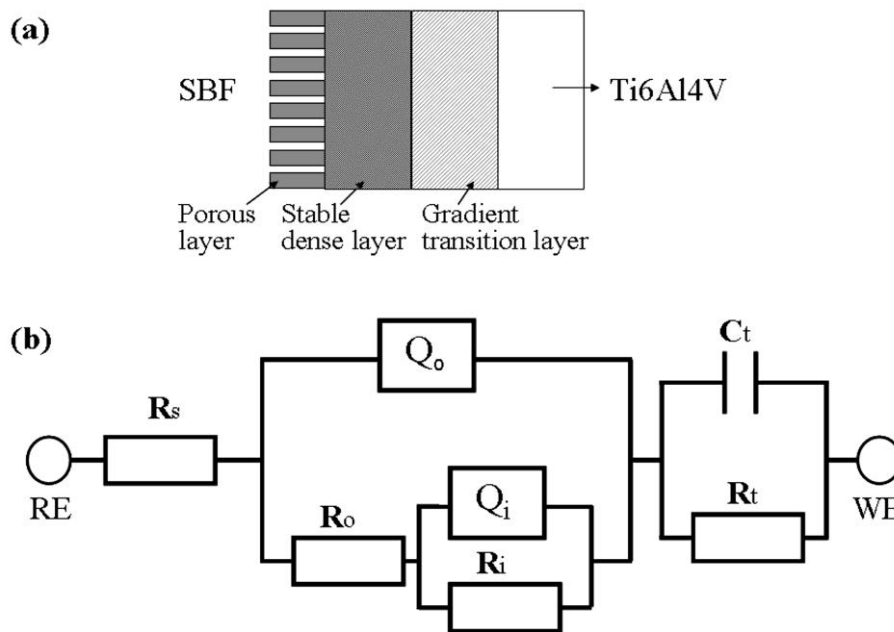 (a)
SBF
Ti6Al4V
Porous
layer
Stable
dense layer
Gradient
transition layer
(b)
Qₒ
Cₜ
Rₛ
RE
Rₒ
Qᵢ
Rᵢ
Rₜ
WE